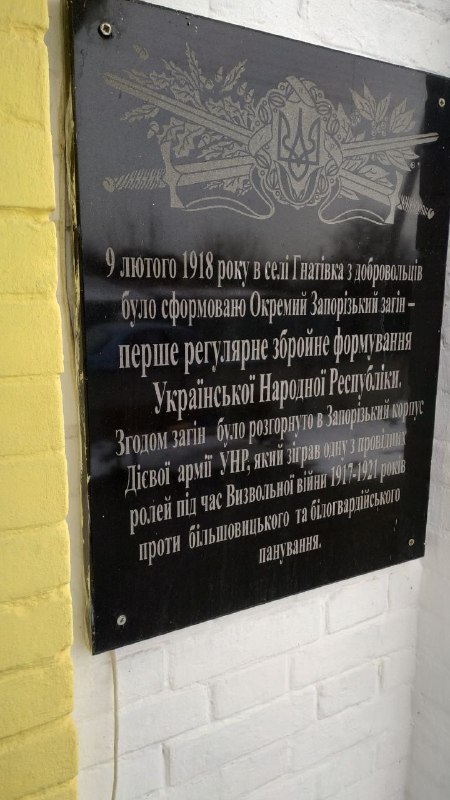 9 лютого 1918 року в селі Гнатівка з добровольців
було сформоваю Окремий Запорізький загін –
перше регулярне збройне формування
Української Народної Республіки.
Згодом загін було розгорнуто в Запорізький корпус
Дієвої армії УНР, який зіграв одну з провідних
ролей під час Визвольної війни 1917-1921 років
проти більшовицького та білогвардійського
панування.